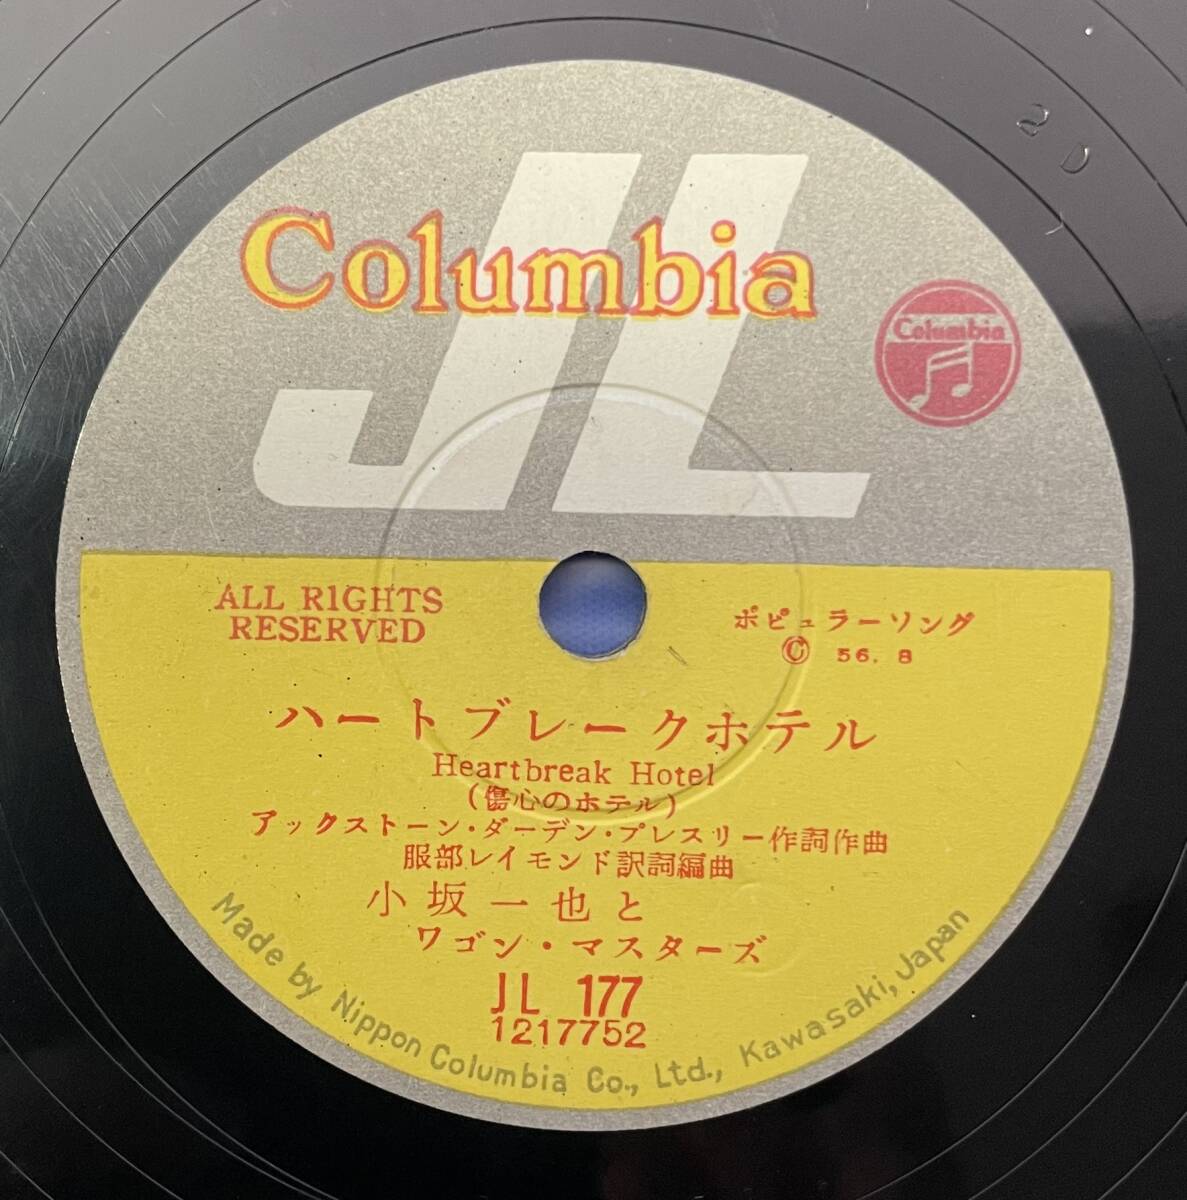 JL
Columbia
Columbia
ALL RIGHTS
RESERVED
ポピュラーソング
© 56. 8
ハートブレークホテル
Heartbreak Hotel
(傷心のホテル)
アックストーン・ダーデン・プレスリー作詞作曲
服部レイモンド訳詞編曲
小坂一也と
ワゴン・マスターズ
JL 177
1217752
Made by Nippon Columbia Co., Ltd., Kawasaki, Japan
2 D